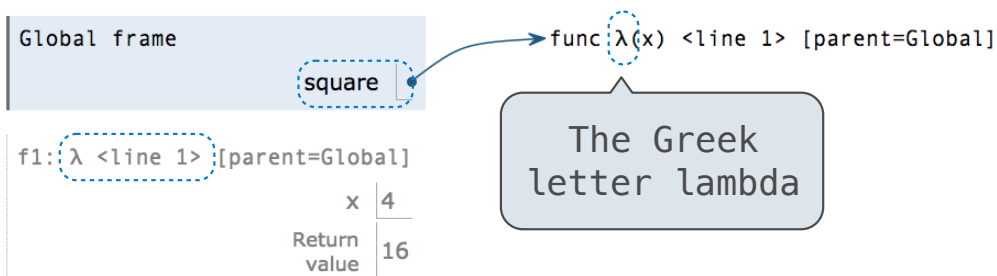 Global frame
square
func λ(x) <line 1> [parent=Global]
The Greek
letter lambda
f1: λ <line 1> [parent=Global]
x 4
Return
value 16